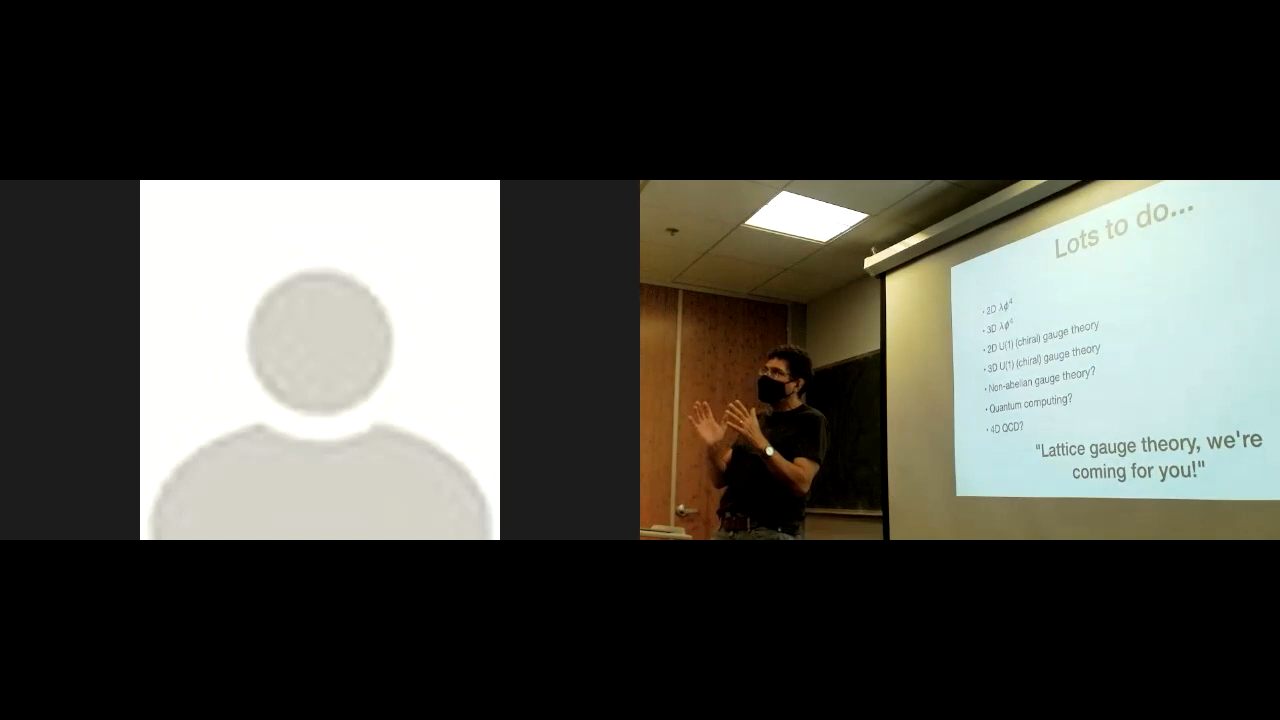 Lots to do...
• 2D λϕ⁴
• 3D λϕ⁴
• 2D U(1) (chiral) gauge theory
• 3D U(1) (chiral) gauge theory
• Non-abelian gauge theory?
• Quantum computing?
• 4D QCD?
"Lattice gauge theory, we're
coming for you!"